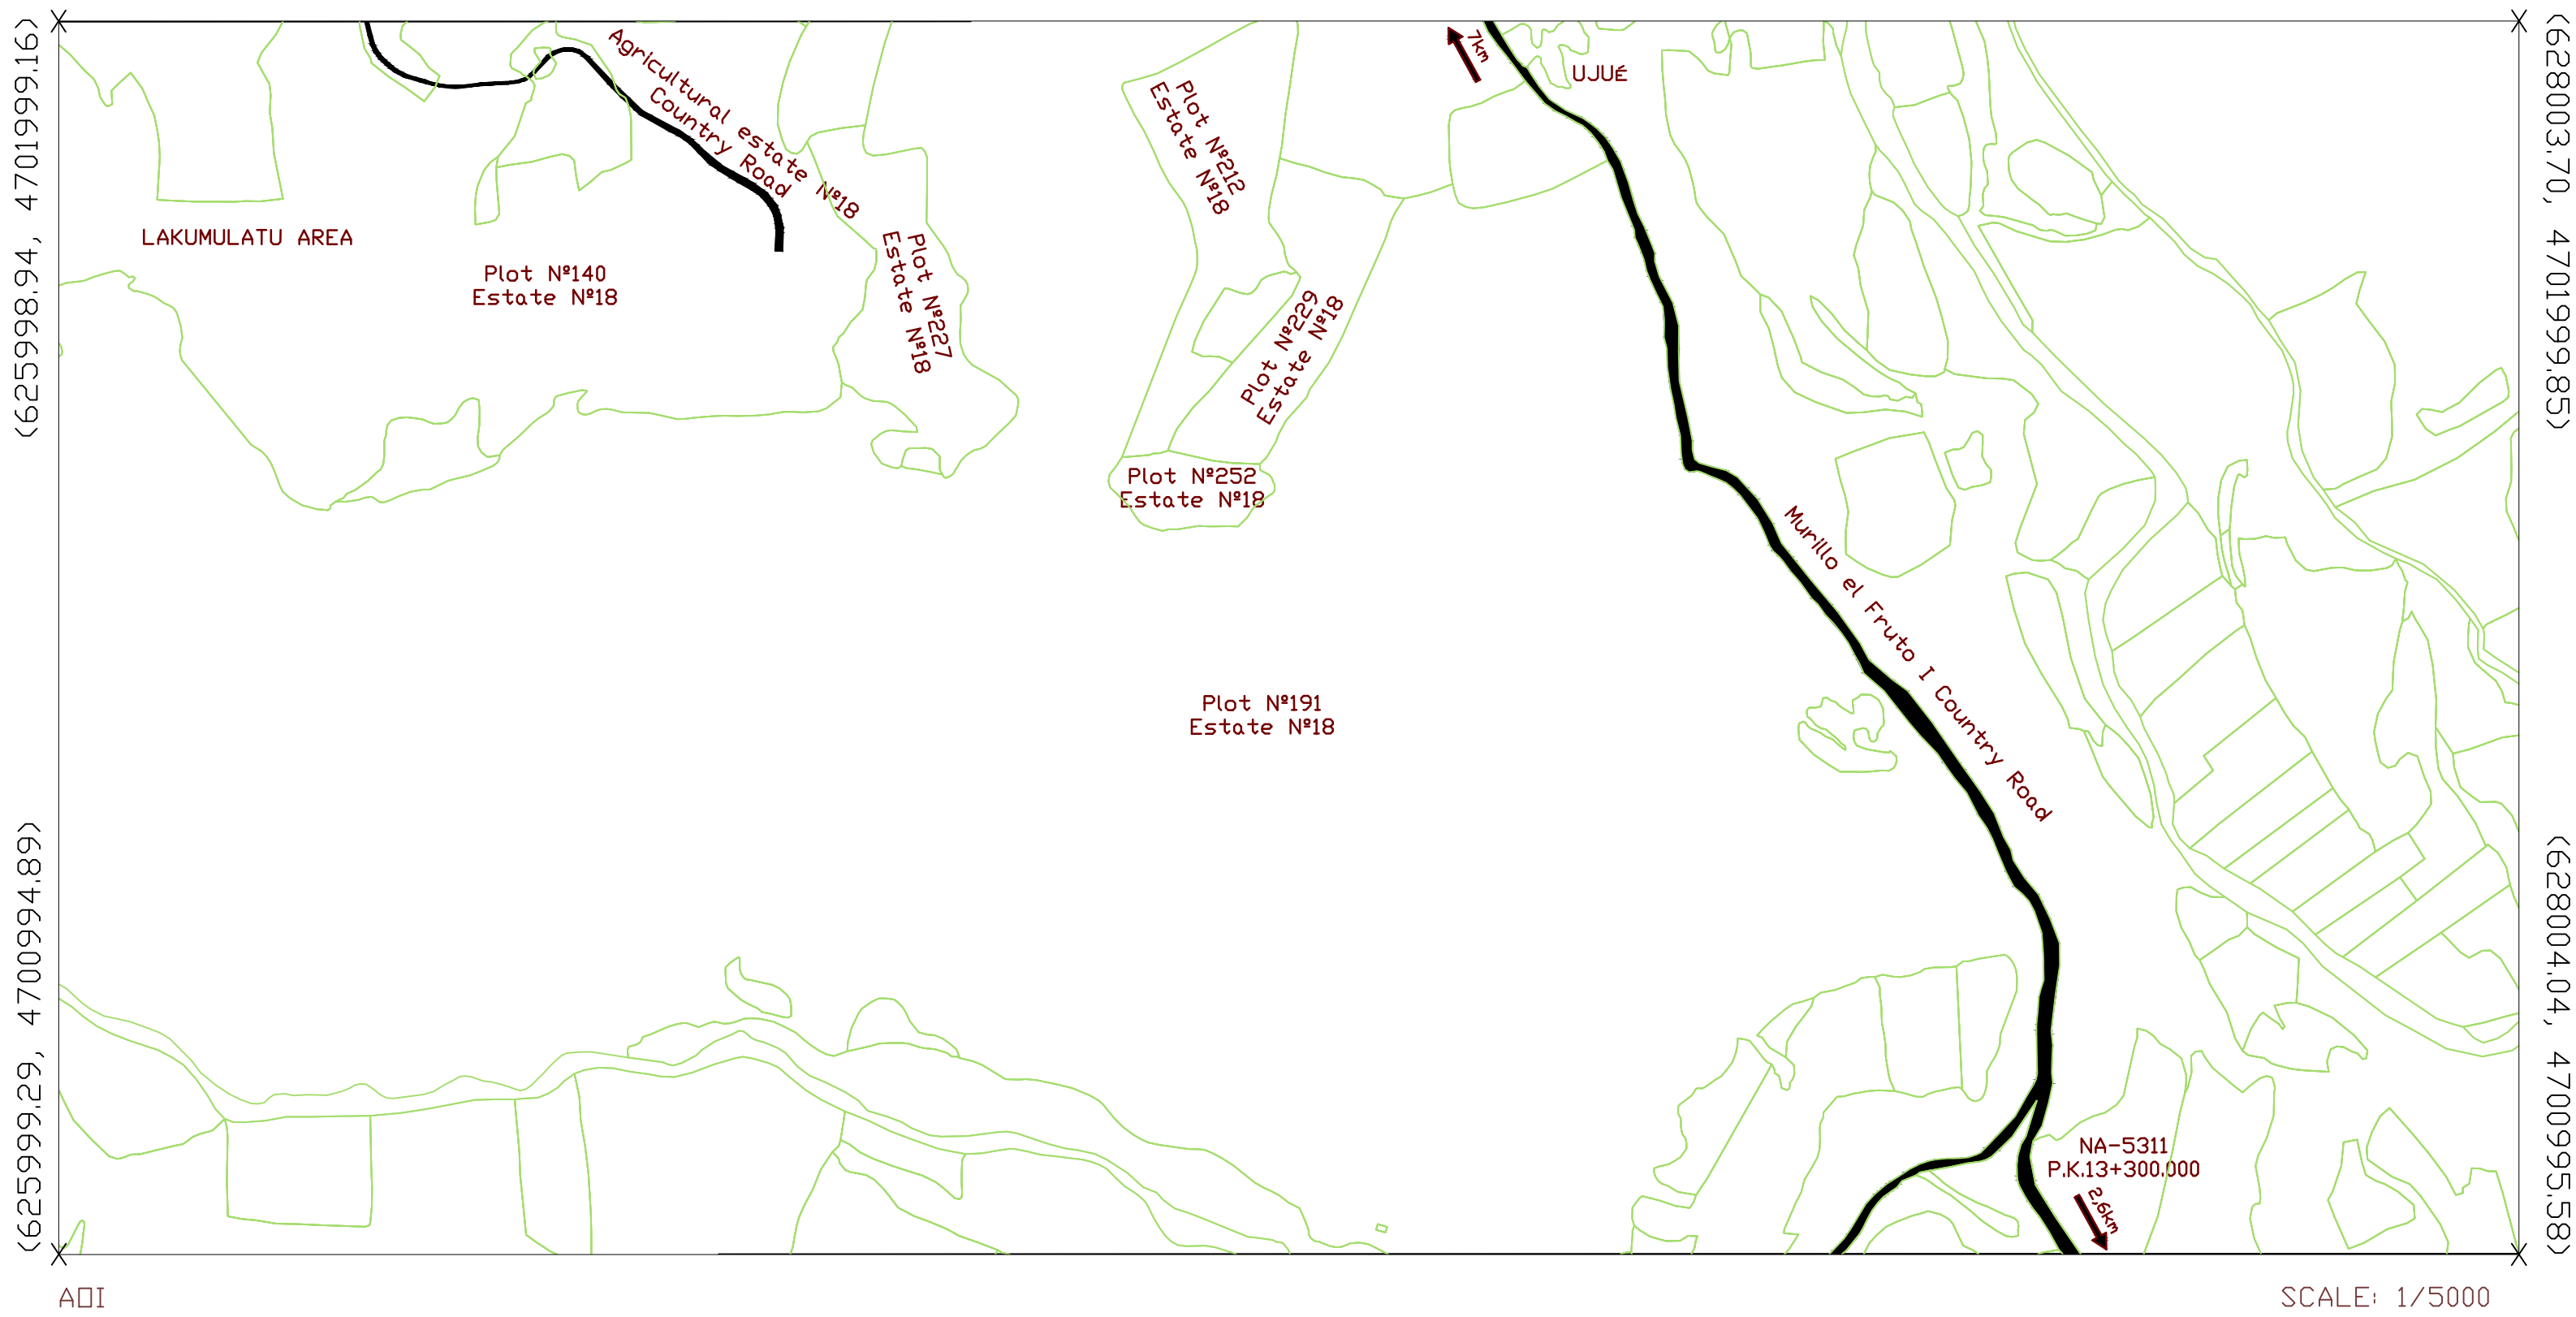 (625998.94, 4701999.16)
(628003.70, 4701999.85)
7km
UJUÉ
Agricultural estate Nº18
Country Road
Plot Nº212
Estate Nº18
LAKUMULATU AREA
Plot Nº140
Estate Nº18
Plot Nº227
Estate Nº18
Plot Nº229
Estate Nº18
Plot Nº252
Estate Nº18
Murillo el Fruto I Country Road
Plot Nº191
Estate Nº18
(625999.29, 4700994.89)
(628004.04, 4700995.58)
NA-5311
P.K.13+300.000
2,6km
AOI
SCALE: 1/5000